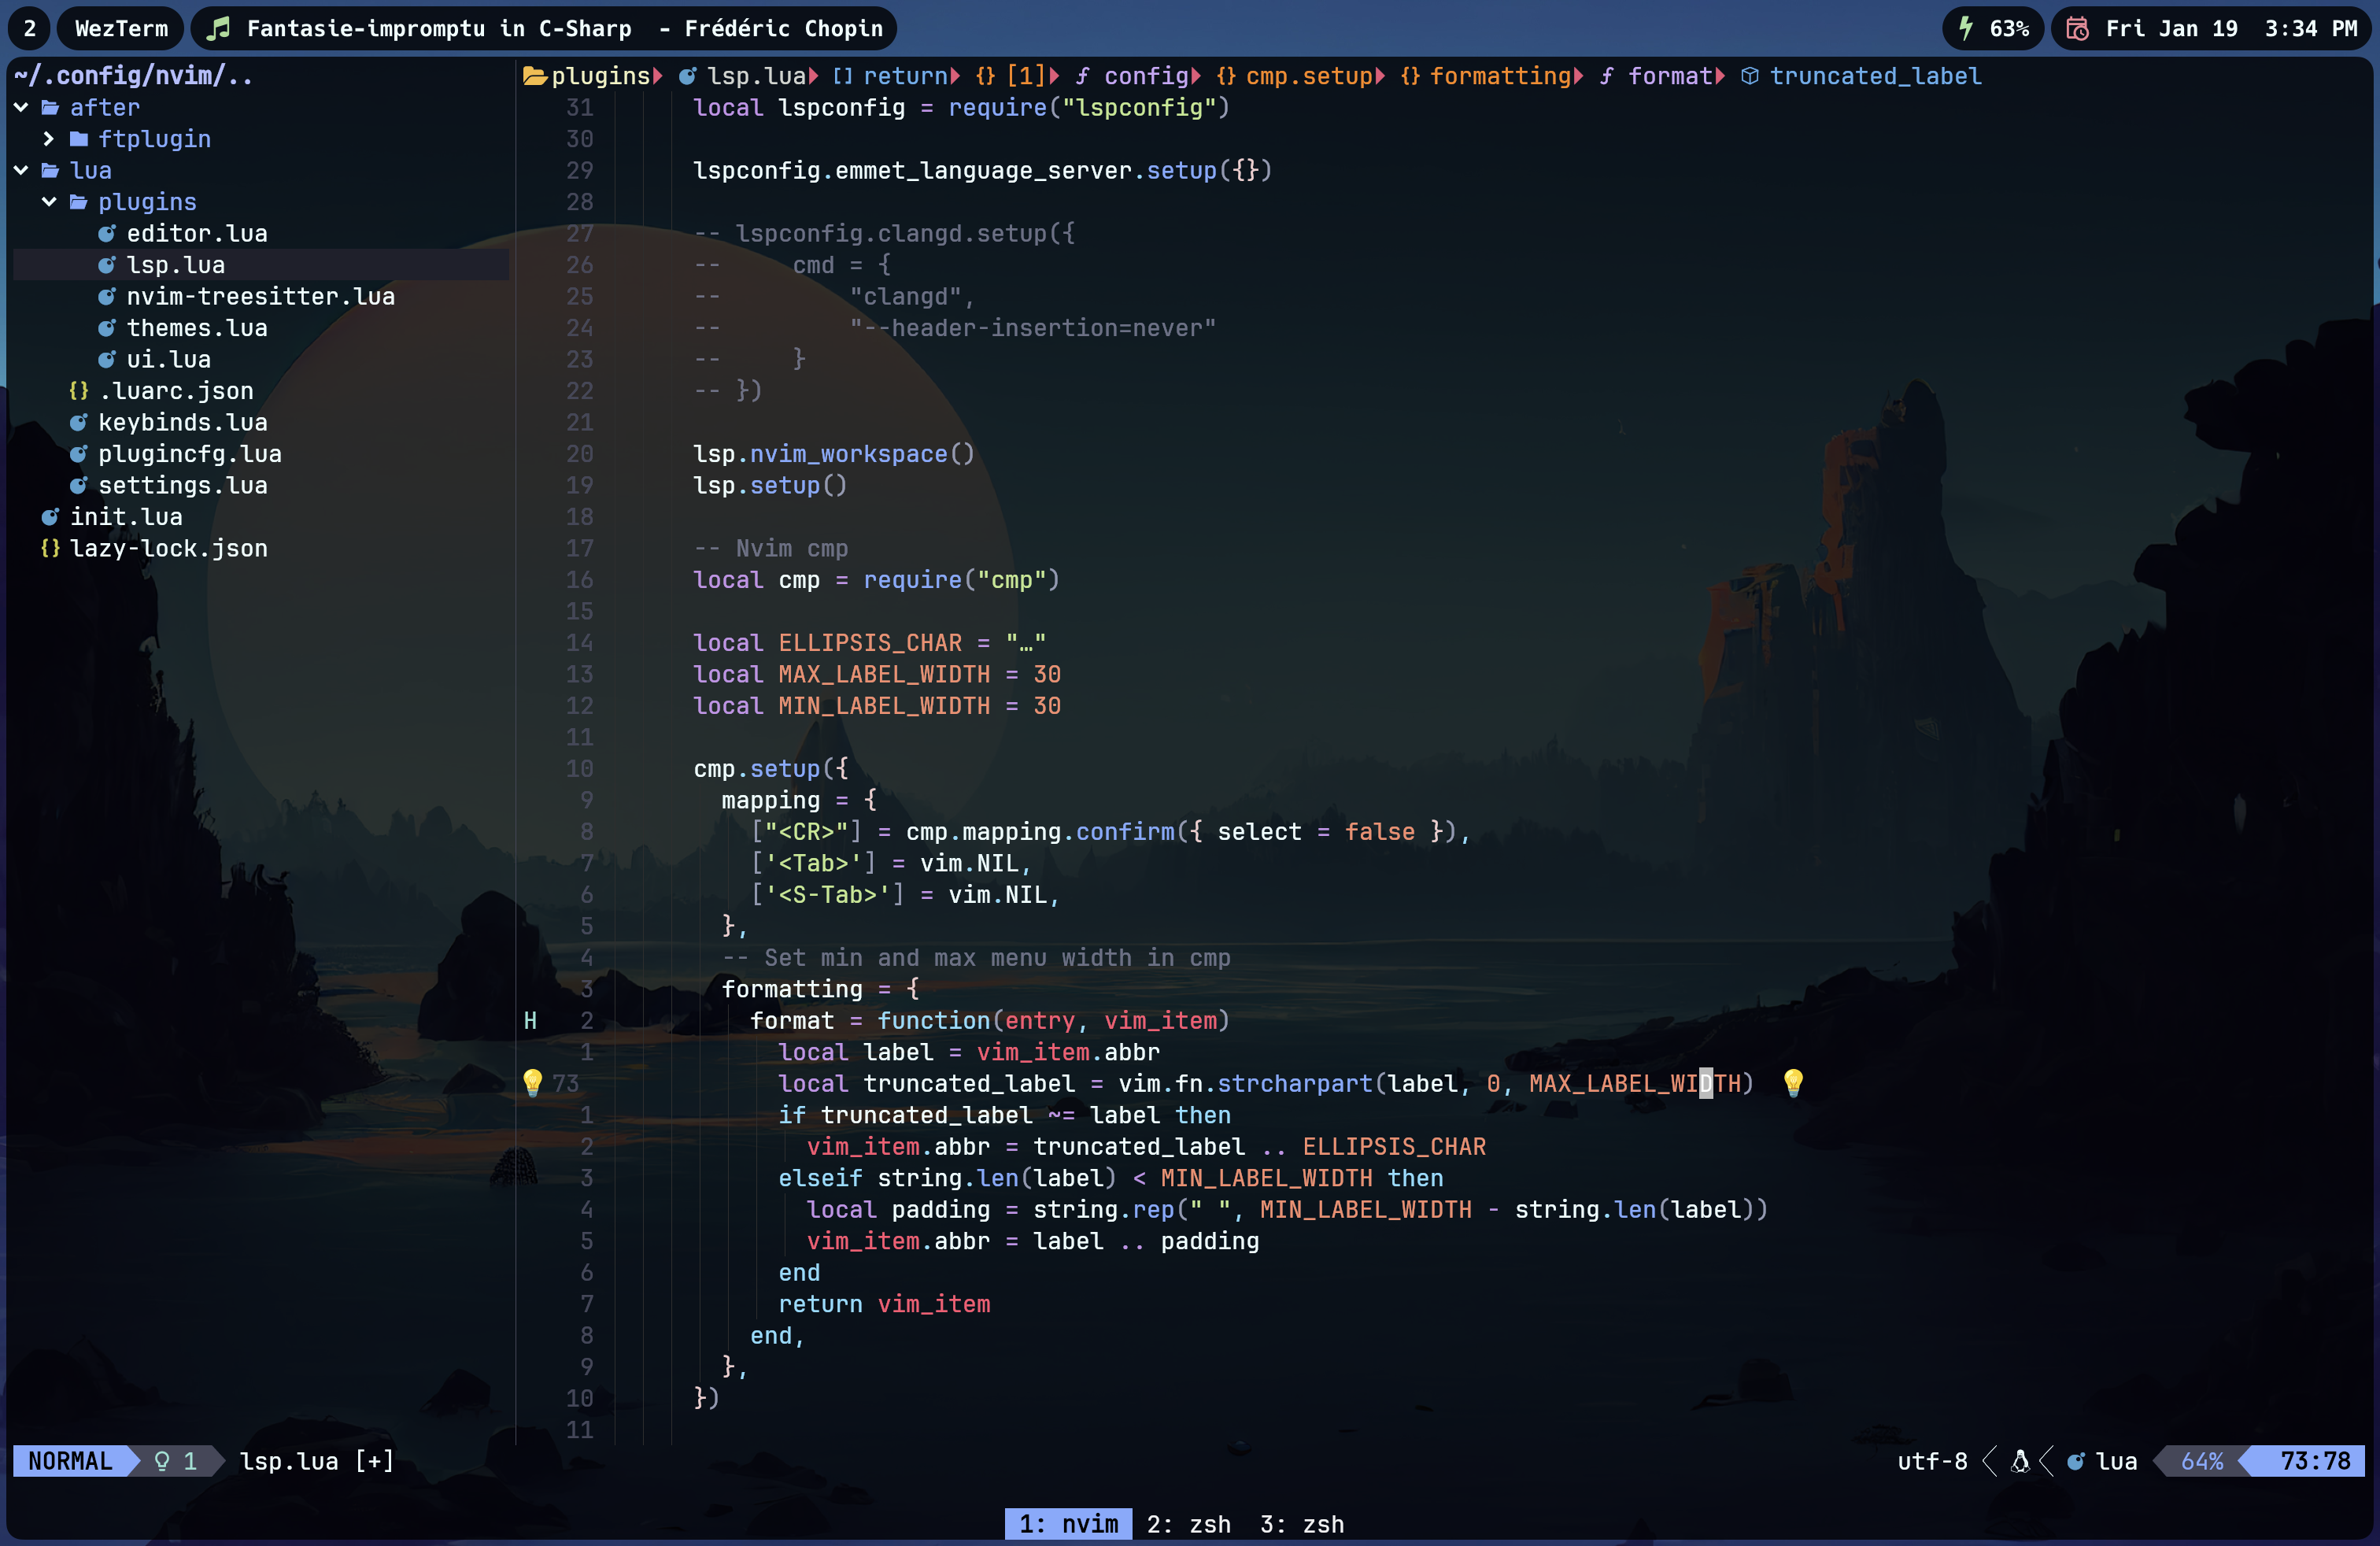 2 WezTerm Fantasie-impromptu in C-Sharp - Frédéric Chopin 63% Fri Jan 19 3:34 PM
~/.config/nvim/..
after
ftplugin
lua
plugins
editor.lua
lsp.lua
nvim-treesitter.lua
themes.lua
ui.lua
{} .luarc.json
keybinds.lua
plugincfg.lua
settings.lua
init.lua
{} lazy-lock.json
plugins lsp.lua [] return {} [1] ƒ config {} cmp.setup {} formatting ƒ format truncated_label
31 local lspconfig = require("lspconfig")
30
29 lspconfig.emmet_language_server.setup({})
28
27 -- lspconfig.clangd.setup({
26 --     cmd = {
25 --         "clangd",
24 --         "--header-insertion=never"
23 --     }
22 -- })
21
20 lsp.nvim_workspace()
19 lsp.setup()
18
17 -- Nvim cmp
16 local cmp = require("cmp")
15
14 local ELLIPSIS_CHAR = "…"
13 local MAX_LABEL_WIDTH = 30
12 local MIN_LABEL_WIDTH = 30
11
10 cmp.setup({
9   mapping = {
8     ["<CR>"] = cmp.mapping.confirm({ select = false }),
7     ['<Tab>'] = vim.NIL,
6     ['<S-Tab>'] = vim.NIL,
5   },
4   -- Set min and max menu width in cmp
3   formatting = {
H 2     format = function(entry, vim_item)
1       local label = vim_item.abbr
💡 73       local truncated_label = vim.fn.strcharpart(label, 0, MAX_LABEL_WIDTH) 💡
1       if truncated_label ~= label then
2         vim_item.abbr = truncated_label .. ELLIPSIS_CHAR
3       elseif string.len(label) < MIN_LABEL_WIDTH then
4         local padding = string.rep(" ", MIN_LABEL_WIDTH - string.len(label))
5         vim_item.abbr = label .. padding
6       end
7       return vim_item
8     end,
9   },
10 })
11
NORMAL 1 lsp.lua [+] utf-8 lua 64% 73:78
1: nvim 2: zsh 3: zsh